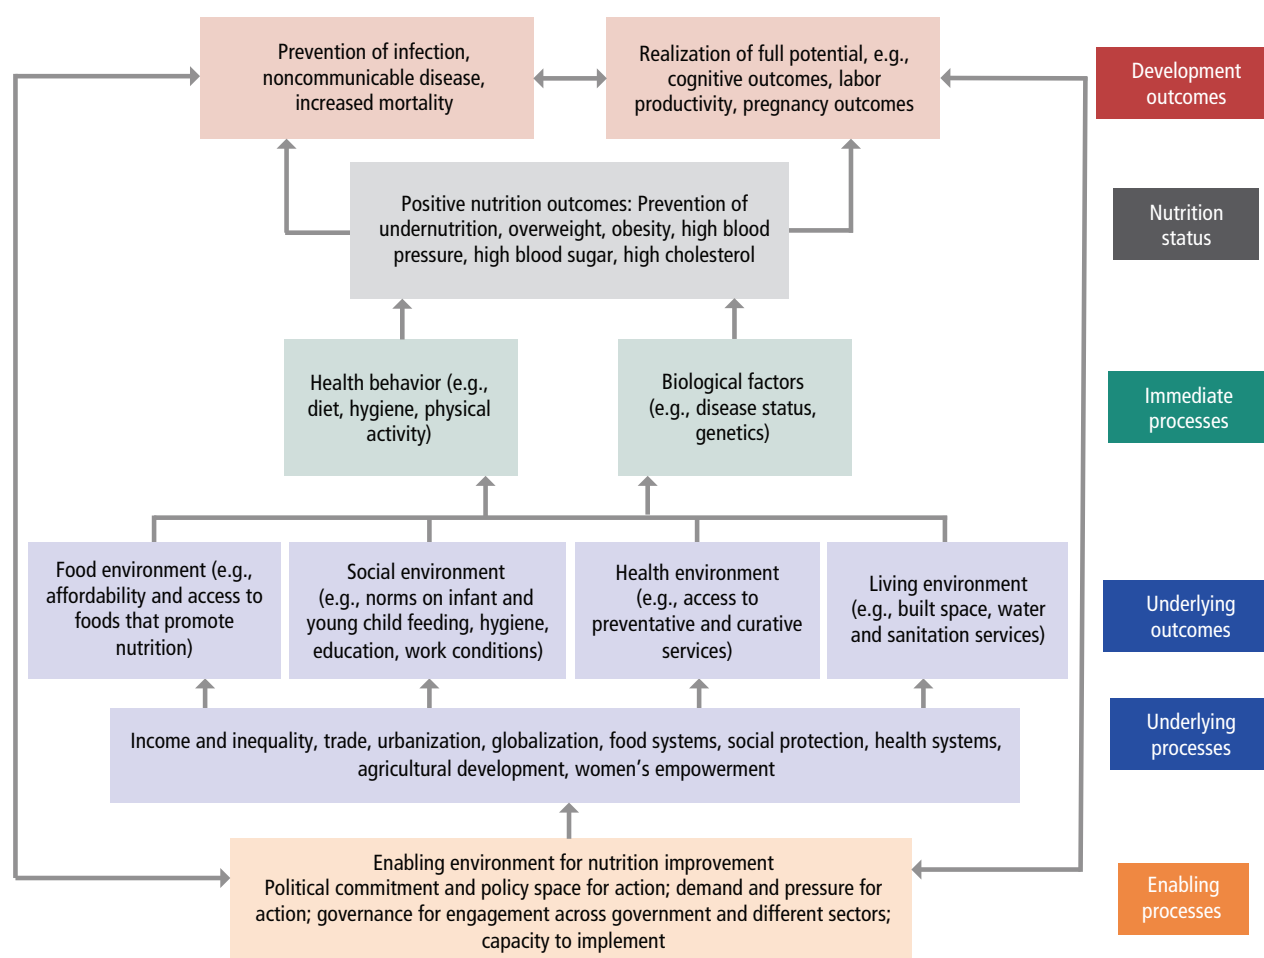 Prevention of infection,
noncommunicable disease,
increased mortality
Realization of full potential, e.g.,
cognitive outcomes, labor
productivity, pregnancy outcomes
Development
outcomes
Positive nutrition outcomes: Prevention of
undernutrition, overweight, obesity, high blood
pressure, high blood sugar, high cholesterol
Nutrition
status
Health behavior (e.g.,
diet, hygiene, physical
activity)
Biological factors
(e.g., disease status,
genetics)
Immediate
processes
Food environment (e.g.,
affordability and access to
foods that promote
nutrition)
Social environment
(e.g., norms on infant and
young child feeding, hygiene,
education, work conditions)
Health environment
(e.g., access to
preventative and curative
services)
Living environment
(e.g., built space, water
and sanitation services)
Underlying
outcomes
Income and inequality, trade, urbanization, globalization, food systems, social protection, health systems,
agricultural development, women’s empowerment
Underlying
processes
Enabling environment for nutrition improvement
Political commitment and policy space for action; demand and pressure for
action; governance for engagement across government and different sectors;
capacity to implement
Enabling
processes